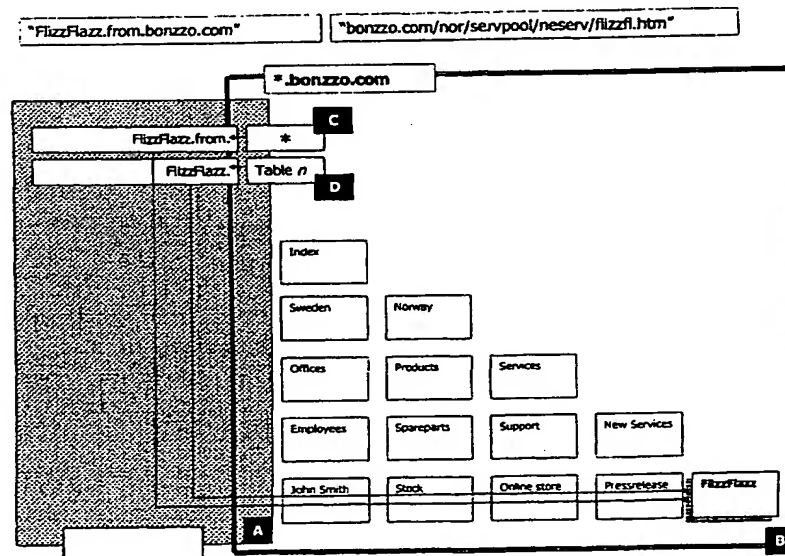 "FlizzFlazz.from.bonzzo.com" "bonzzo.com/nor/servpool/neserv/flizzfl.htm"
*.bonzzo.com
C
FlizzFlazz.from. *
FlizzFlazz. Table n
D
Index
Sweden Norway
Offices Products Services
Employees Spareparts Support New Services
John Smith Stock Online store Pressrelease FlizzFlazz
A
B